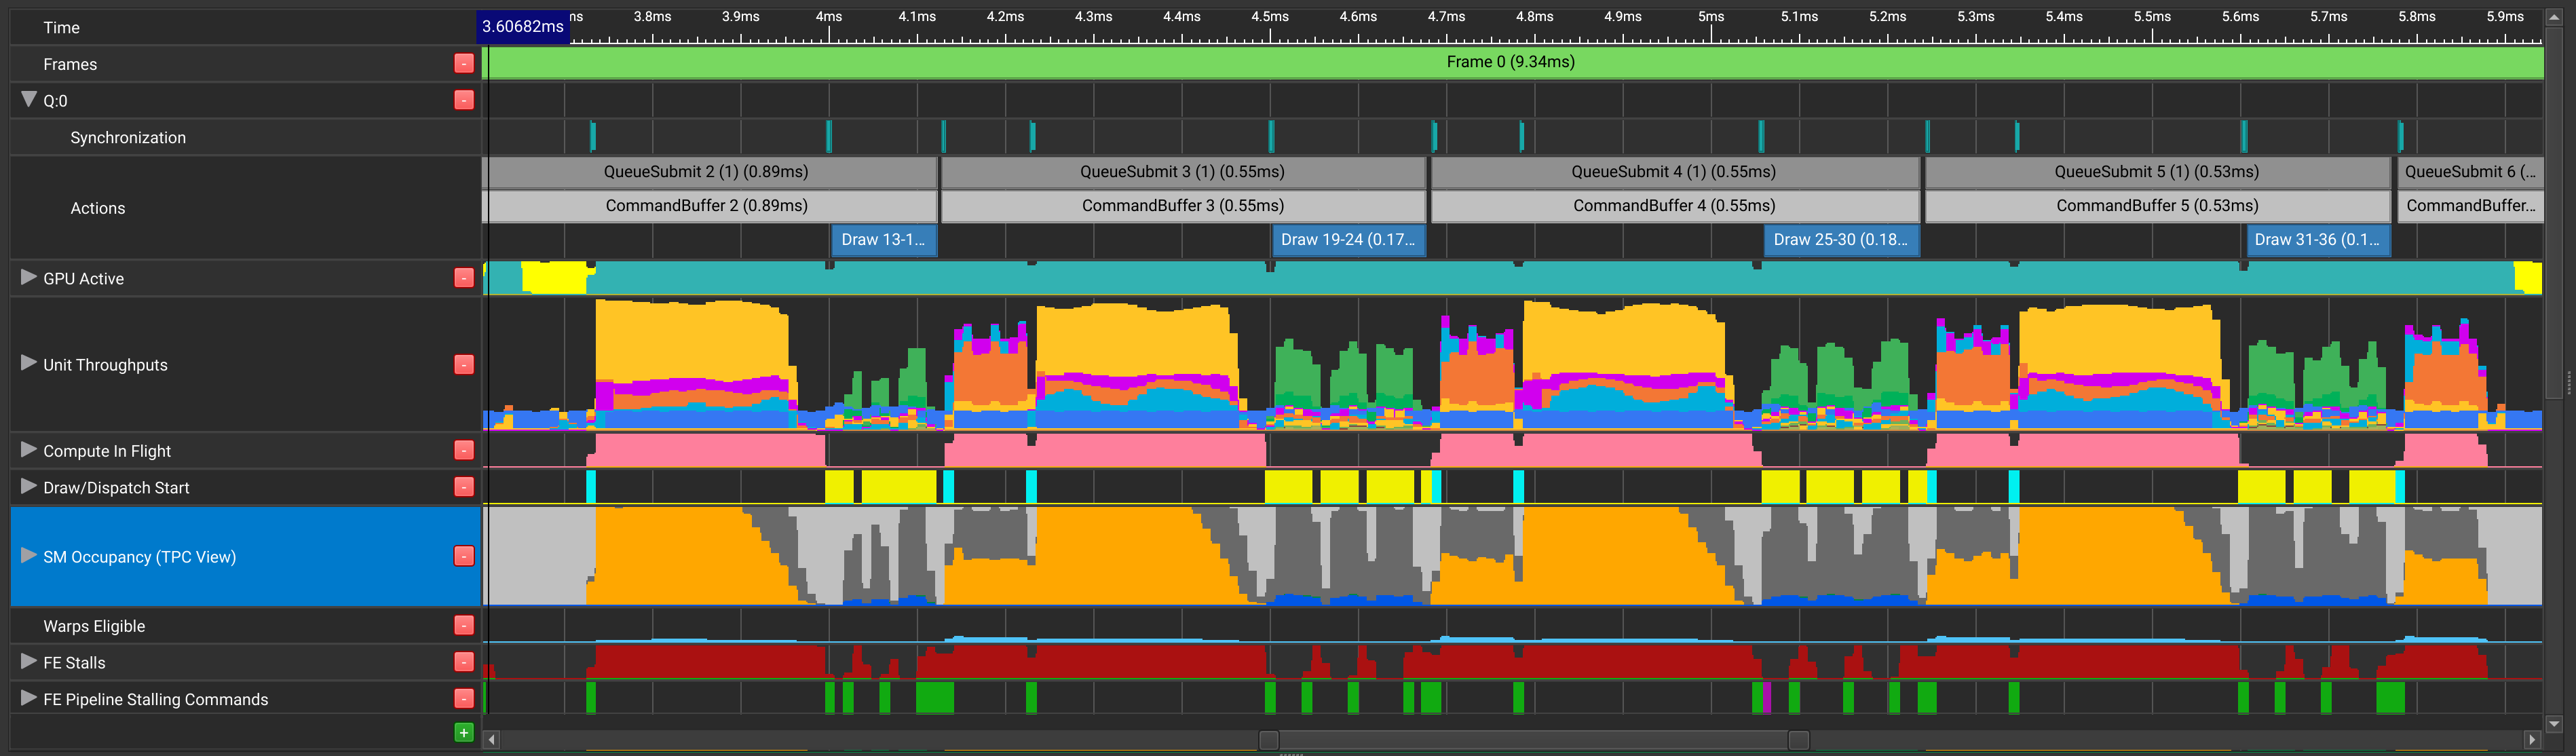 Time
3.60682ms
ms 3.8ms 3.9ms 4ms 4.1ms 4.2ms 4.3ms 4.4ms 4.5ms 4.6ms 4.7ms 4.8ms 4.9ms 5ms 5.1ms 5.2ms 5.3ms 5.4ms 5.5ms 5.6ms 5.7ms 5.8ms 5.9ms
Frames
Frame 0 (9.34ms)
Q:0
Synchronization
Actions
QueueSubmit 2 (1) (0.89ms) QueueSubmit 3 (1) (0.55ms) QueueSubmit 4 (1) (0.55ms) QueueSubmit 5 (1) (0.53ms) QueueSubmit 6 (...
CommandBuffer 2 (0.89ms) CommandBuffer 3 (0.55ms) CommandBuffer 4 (0.55ms) CommandBuffer 5 (0.53ms) CommandBuffer...
Draw 13-1... Draw 19-24 (0.17... Draw 25-30 (0.18... Draw 31-36 (0.1...
GPU Active
Unit Throughputs
Compute In Flight
Draw/Dispatch Start
SM Occupancy (TPC View)
Warps Eligible
FE Stalls
FE Pipeline Stalling Commands